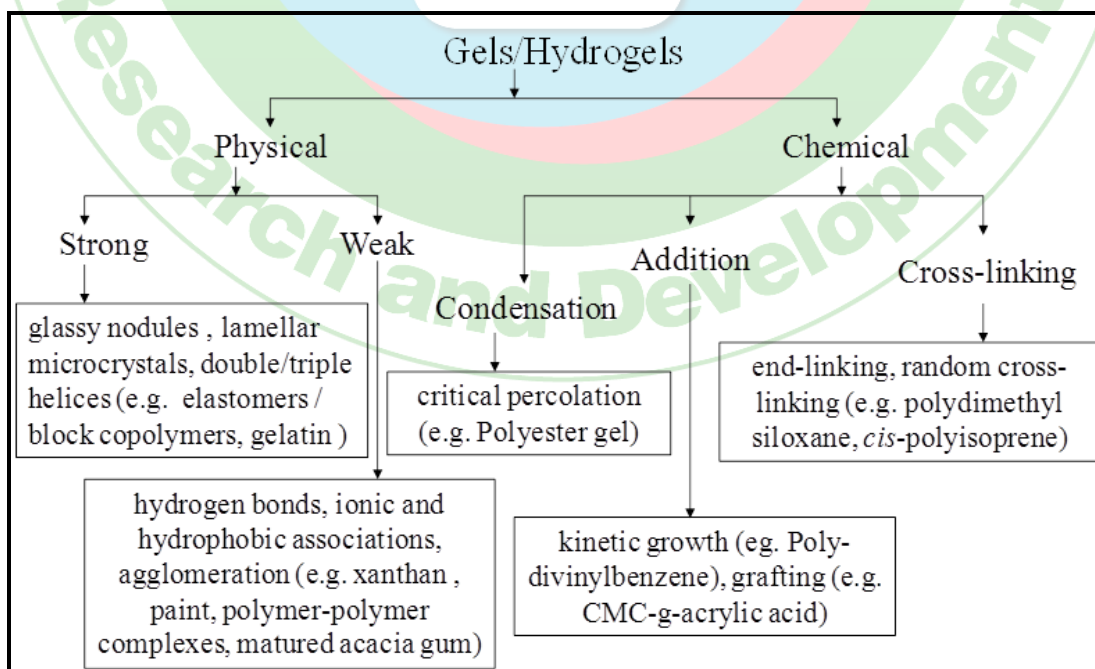 Gels/Hydrogels
Physical
Chemical
Strong
Weak
Condensation
Addition
Cross-linking
glassy nodules , lamellar
microcrystals, double/triple
helices (e.g. elastomers /
block copolymers, gelatin )
hydrogen bonds, ionic and
hydrophobic associations,
agglomeration (e.g. xanthan ,
paint, polymer-polymer
complexes, matured acacia gum)
critical percolation
(e.g. Polyester gel)
kinetic growth (eg. Poly-
divinylbenzene), grafting (e.g.
CMC-g-acrylic acid)
end-linking, random cross-
linking (e.g. polydimethyl
siloxane, cis-polyisoprene)
Research and Development